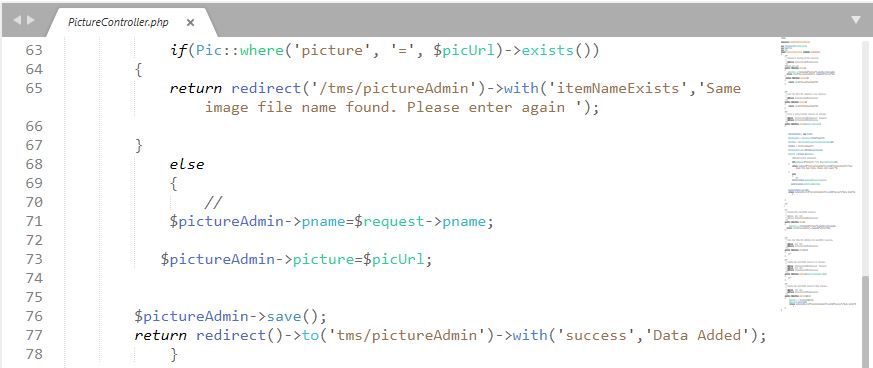 PictureController.php
63 if(Pic::where('picture', '=', $picUrl)->exists())
64 {
65 return redirect('/tms/pictureAdmin')->with('itemNameExists','Same
image file name found. Please enter again ');
66
67 }
68 else
69 {
70 //
71 $pictureAdmin->pname=$request->pname;
72
73 $pictureAdmin->picture=$picUrl;
74
75
76 $pictureAdmin->save();
77 return redirect()->to('tms/pictureAdmin')->with('success','Data Added');
78 }